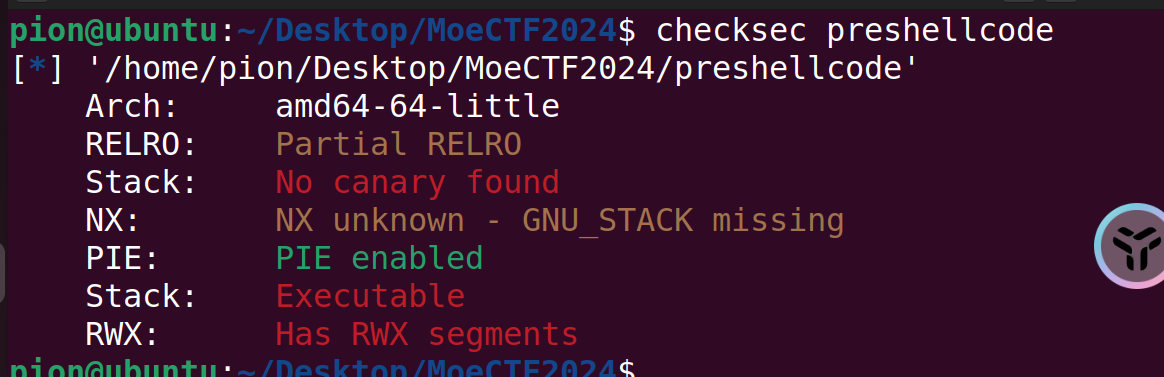 pion@ubuntu:~/Desktop/MoeCTF2024$ checksec preshellcode
[*] '/home/pion/Desktop/MoeCTF2024/preshellcode'
Arch: amd64-64-little
RELRO: Partial RELRO
Stack: No canary found
NX: NX unknown - GNU_STACK missing
PIE: PIE enabled
Stack: Executable
RWX: Has RWX segments
pion@ubuntu:~/Desktop/MoeCTF2024$